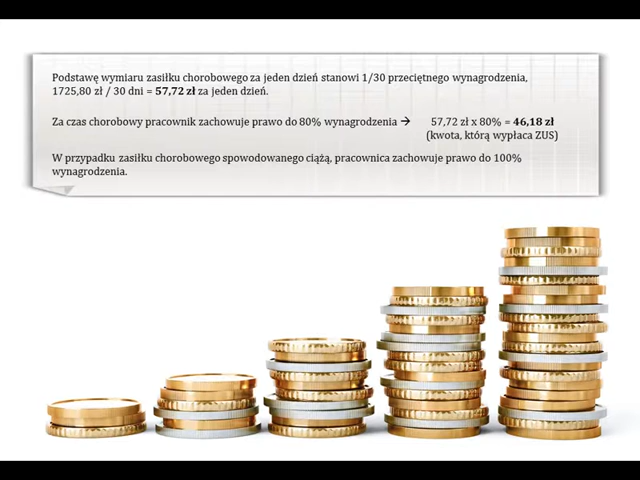 Podstawę wymiaru zasiłku chorobowego za jeden dzień stanowi 1/30 przeciętnego wynagrodzenia,
1725,80 zł / 30 dni = 57,72 zł za jeden dzień.
Za czas chorobowy pracownik zachowuje prawo do 80% wynagrodzenia → 57,72 zł x 80% = 46,18 zł
(kwota, którą wypłaca ZUS)
W przypadku zasiłku chorobowego spowodowanego ciążą, pracownica zachowuje prawo do 100%
wynagrodzenia.